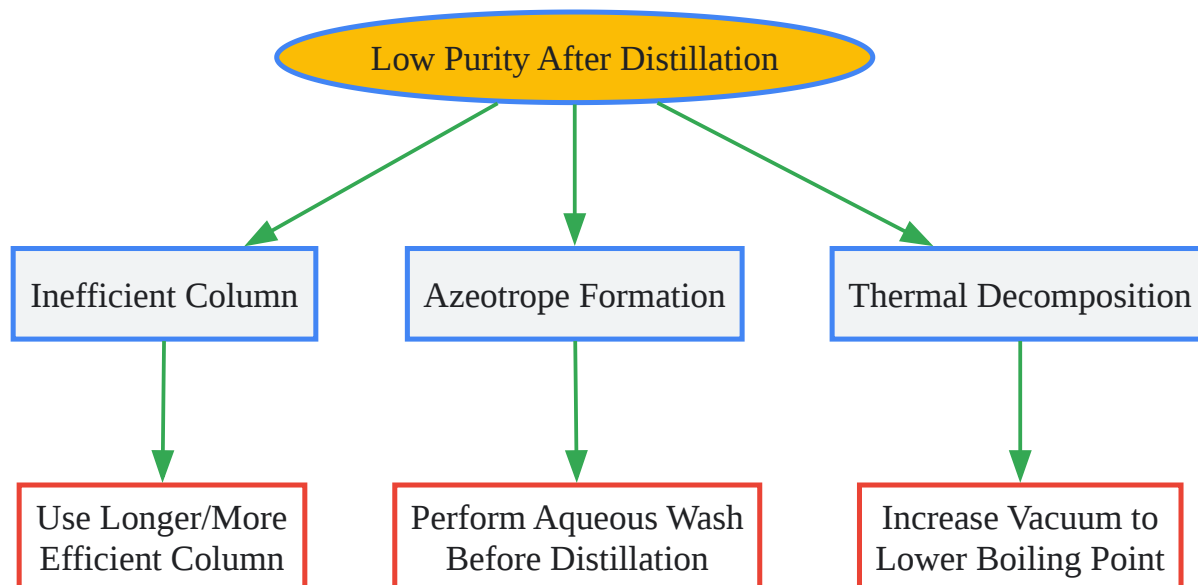 Low Purity After Distillation
Inefficient Column
Azeotrope Formation
Thermal Decomposition
Use Longer/More
Efficient Column
Perform Aqueous Wash
Before Distillation
Increase Vacuum to
Lower Boiling Point